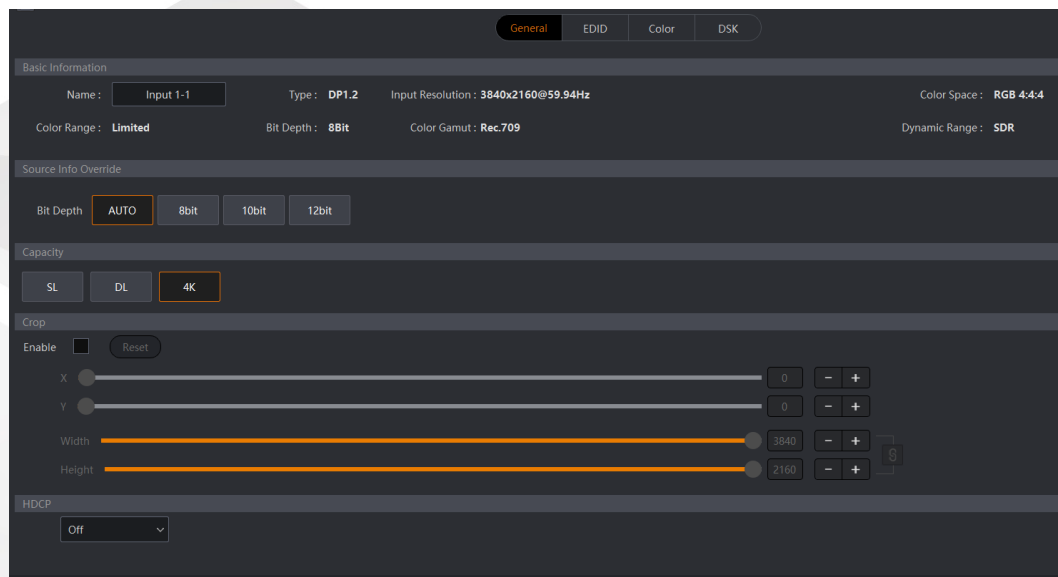 General EDID Color DSK
Basic Information
Name : Input 1-1 Type : DP1.2 Input Resolution : 3840x2160@59.94Hz Color Space : RGB 4:4:4
Color Range : Limited Bit Depth : 8Bit Color Gamut : Rec.709 Dynamic Range : SDR
Source Info Override
Bit Depth AUTO 8bit 10bit 12bit
Capacity
SL DL 4K
Crop
Enable Reset
X 0 − +
Y 0 − +
Width 3840 − +
Height 2160 − +
HDCP
Off